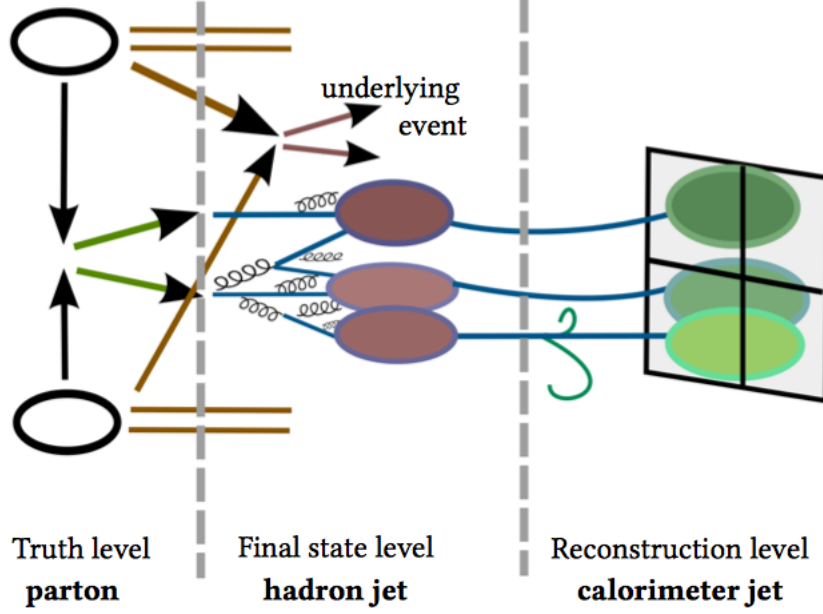 underlying
event
Truth level
parton
Final state level
hadron jet
Reconstruction level
calorimeter jet